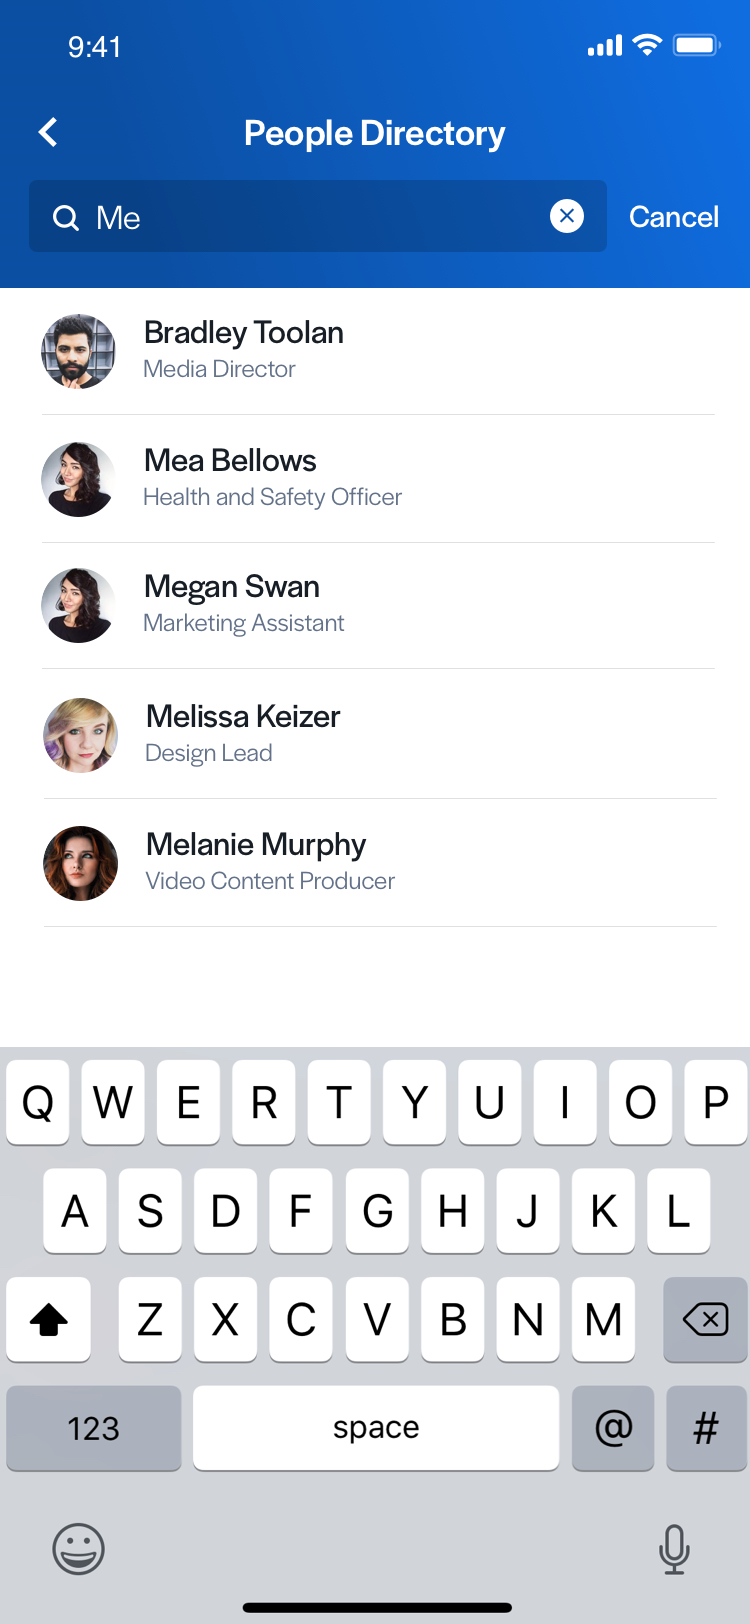 9:41
People Directory
Me
Cancel
Bradley Toolan
Media Director
Mea Bellows
Health and Safety Officer
Megan Swan
Marketing Assistant
Melissa Keizer
Design Lead
Melanie Murphy
Video Content Producer
Q W E R T Y U I O P
A S D F G H J K L
Z X C V B N M
123 space @ #